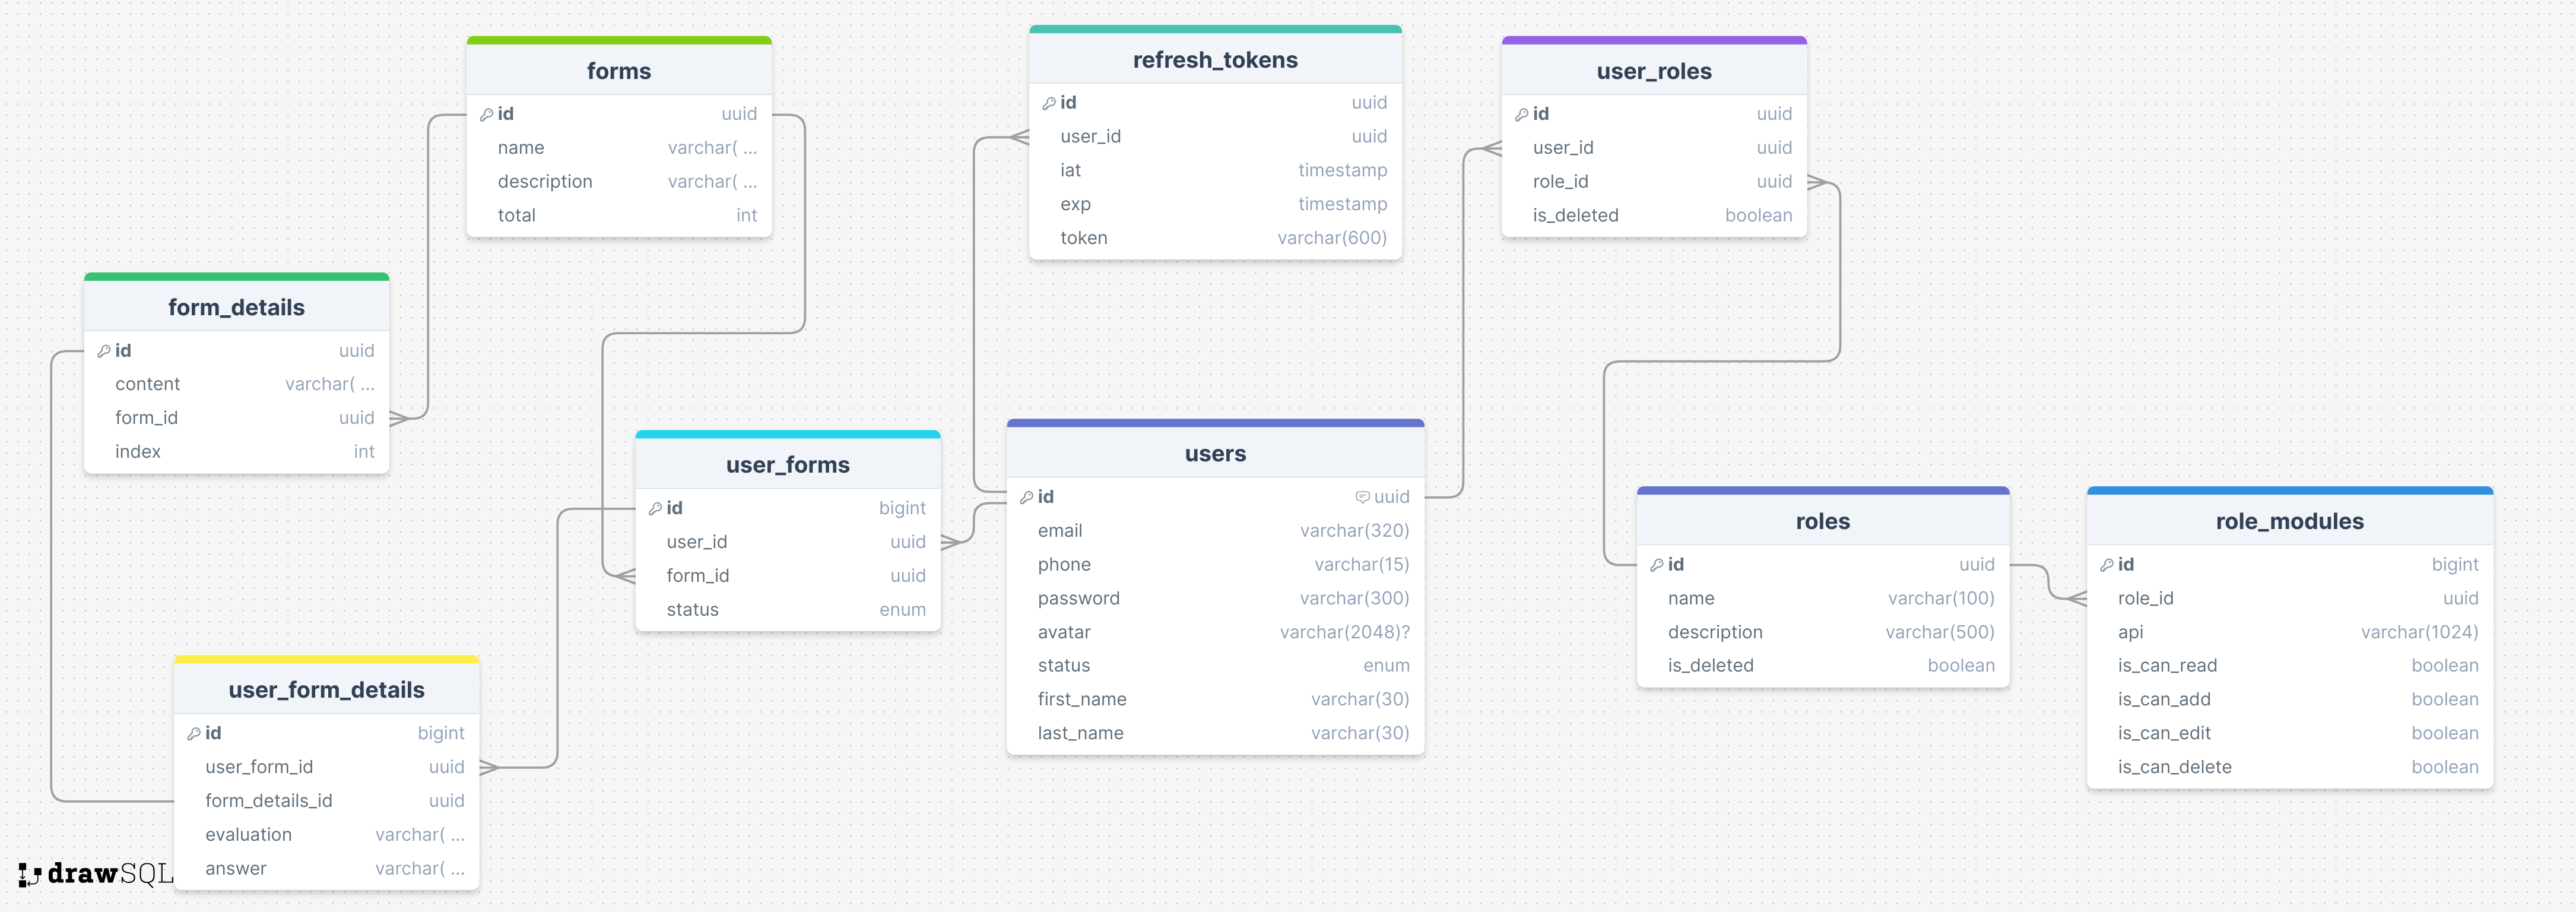 forms
id uuid
name varchar( ...
description varchar( ...
total int
refresh_tokens
id uuid
user_id uuid
iat timestamp
exp timestamp
token varchar(600)
user_roles
id uuid
user_id uuid
role_id uuid
is_deleted boolean
form_details
id uuid
content varchar( ...
form_id uuid
index int
user_forms
id bigint
user_id uuid
form_id uuid
status enum
users
id uuid
email varchar(320)
phone varchar(15)
password varchar(300)
avatar varchar(2048)?
status enum
first_name varchar(30)
last_name varchar(30)
roles
id uuid
name varchar(100)
description varchar(500)
is_deleted boolean
role_modules
id bigint
role_id uuid
api varchar(1024)
is_can_read boolean
is_can_add boolean
is_can_edit boolean
is_can_delete boolean
user_form_details
id bigint
user_form_id uuid
form_details_id uuid
evaluation varchar( ...
answer varchar( ...
drawSQL